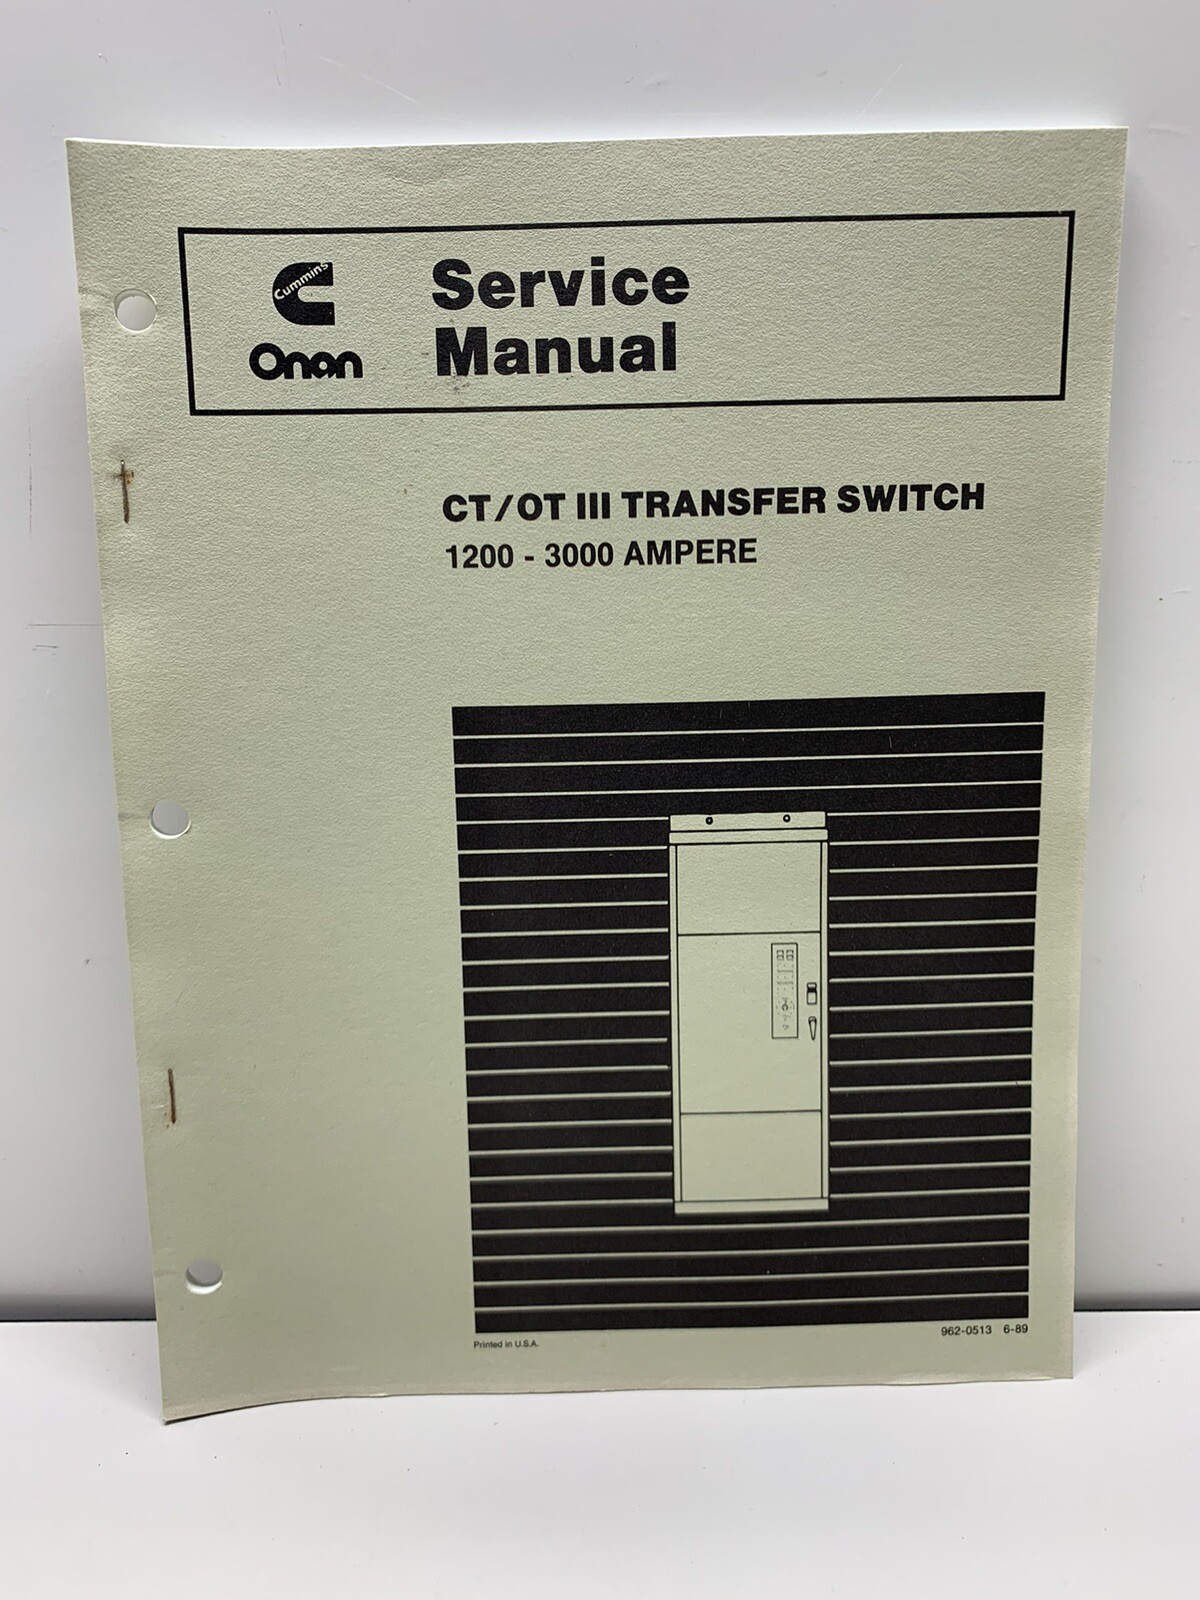 Cummins
Onan
Service
Manual
CT/OT III TRANSFER SWITCH
1200 - 3000 AMPERE
Printed in U.S.A.
962-0513 6-89